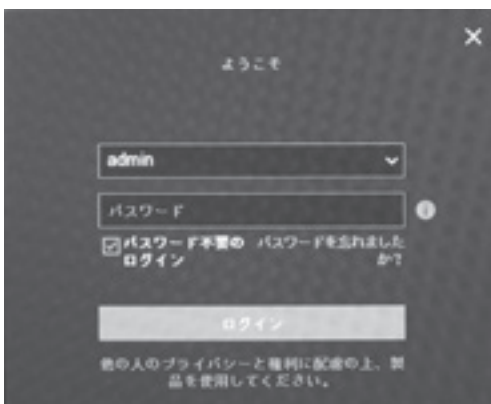 ようこそ
admin
パスワード
パスワード不要の
ログイン
パスワードを忘れました
か?
ログイン
他の人のプライバシーと権利に配慮の上、製
品を使用してください。